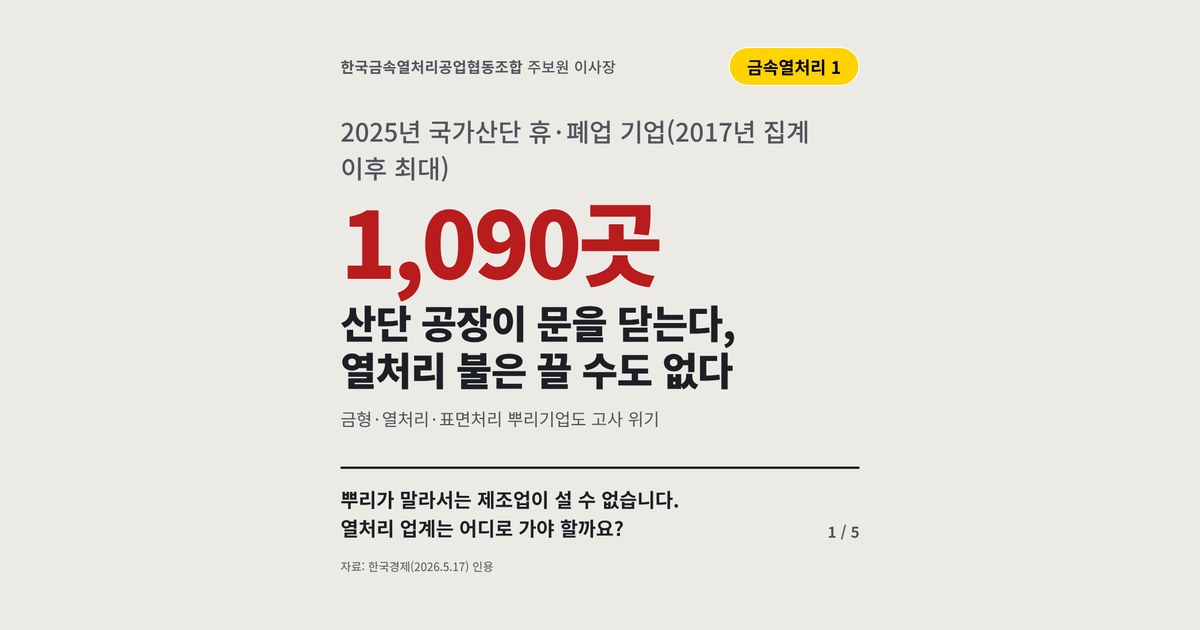 한국금속열처리공업협동조합 주보원 이사장
금속열처리 1
2025년 국가산단 휴·폐업 기업(2017년 집계
이후 최대)
1,090곳
산단 공장이 문을 닫는다,
열처리 불은 끌 수도 없다
금형·열처리·표면처리 뿌리기업도 고사 위기
뿌리가 말라서는 제조업이 설 수 없습니다.
열처리 업계는 어디로 가야 할까요?
1 / 5
자료: 한국경제(2026.5.17) 인용